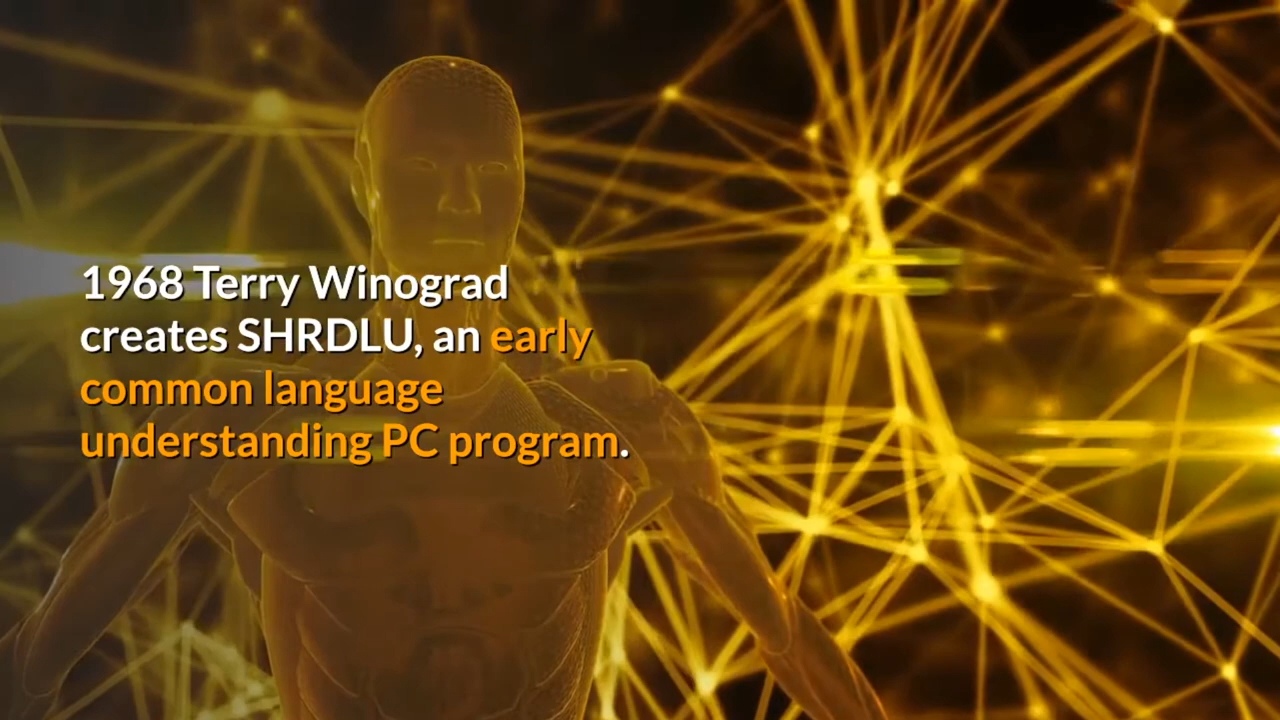 1968 Terry Winograd
creates SHRDLU, an early
common language
understanding PC program.